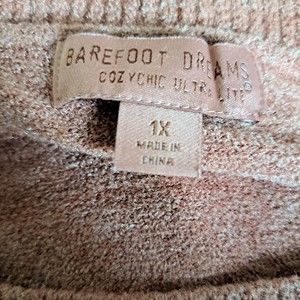 BAREFOOT DREAMS®
COZYCHIC ULTRA LITE
1X
MADE IN
CHINA